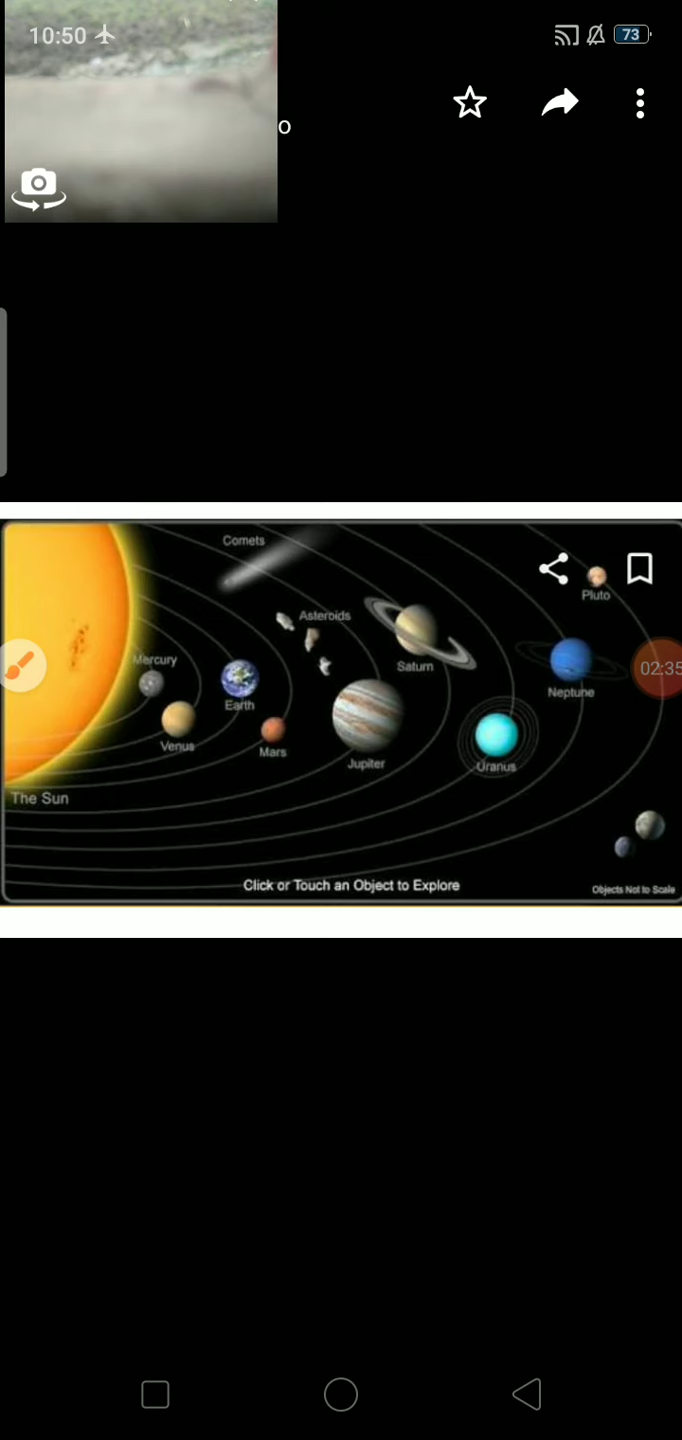 10:50
73
o
Comets
Pluto
Asteroids
Mercury
Saturn
Earth
Neptune
02:35
Venus
Mars
Jupiter
Uranus
The Sun
Click or Touch an Object to Explore
Objects Not to Scale